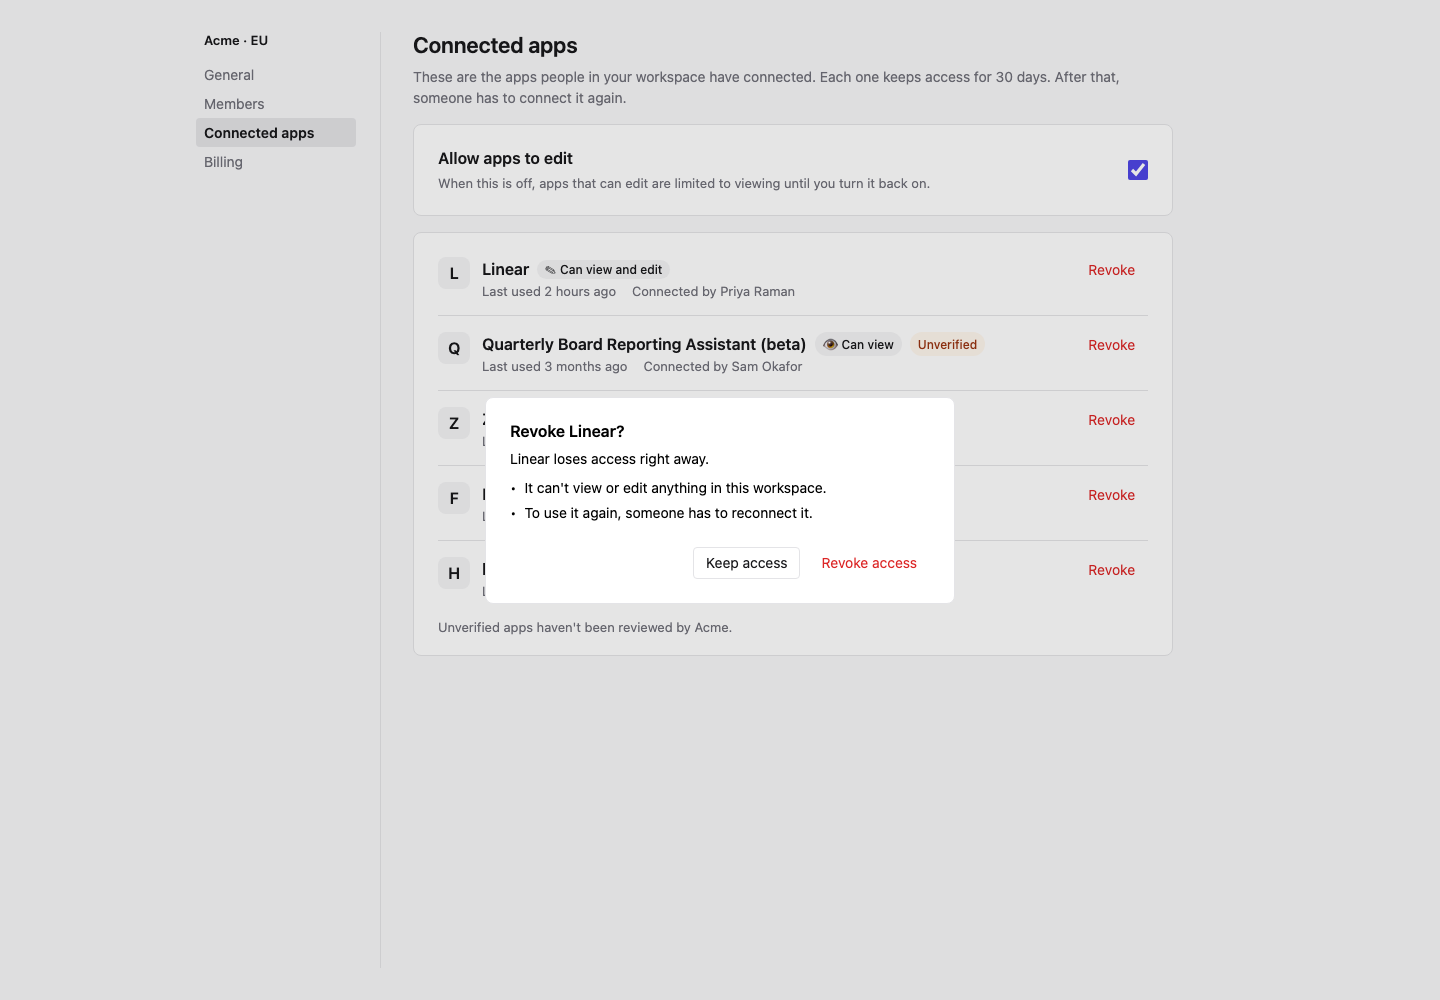 Acme · EU
General
Members
Connected apps
Billing
Connected apps
These are the apps people in your workspace have connected. Each one keeps access for 30 days. After that,
someone has to connect it again.
Allow apps to edit
When this is off, apps that can edit are limited to viewing until you turn it back on.
L
Linear
Can view and edit
Last used 2 hours ago
Connected by Priya Raman
Revoke
Q
Quarterly Board Reporting Assistant (beta)
Can view
Unverified
Last used 3 months ago
Connected by Sam Okafor
Revoke
Z
Revoke
F
Revoke
H
Revoke
Unverified apps haven't been reviewed by Acme.
Revoke Linear?
Linear loses access right away.
• It can't view or edit anything in this workspace.
• To use it again, someone has to reconnect it.
Keep access
Revoke access